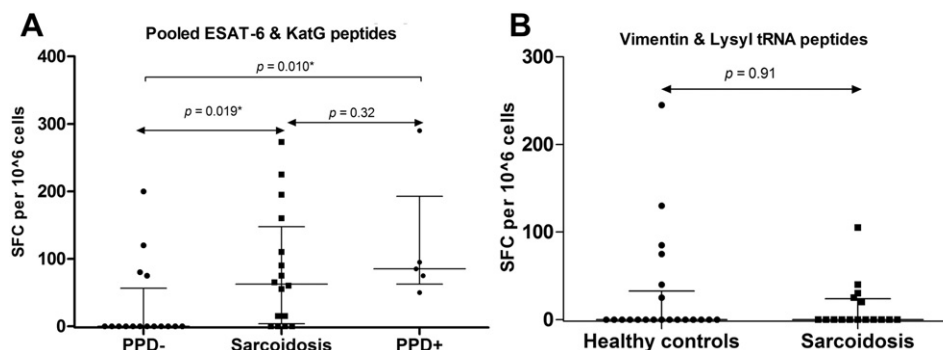 A
Pooled ESAT-6 & KatG peptides
SFC per 10^6 cells
400
300
200
100
0
p = 0.010*
p = 0.019*
p = 0.32
PPD-
Sarcoidosis
PPD+
B
Vimentin & Lysyl tRNA peptides
SFC per 10^6 cells
300
200
100
0
p = 0.91
Healthy controls
Sarcoidosis